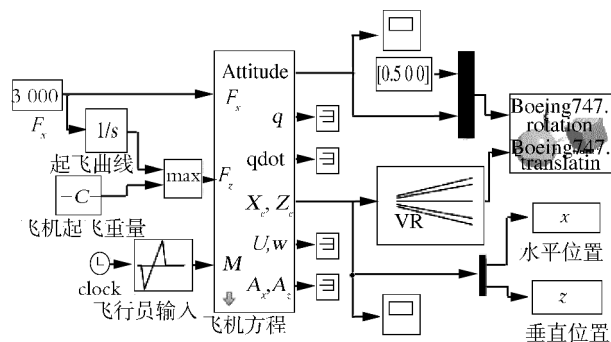 3 000
F_x
1/s
起飞曲线
-C-
飞机起飞重量
max
clock
飞行员输入
Attitude
F_x
q
qdot
F_z
X_e, Z_e
U,w
M
A_x,A_z
飞机方程
[0.5 0 0]
VR
Boeing747.
rotation
Boeing747.
translatin
x
水平位置
z
垂直位置